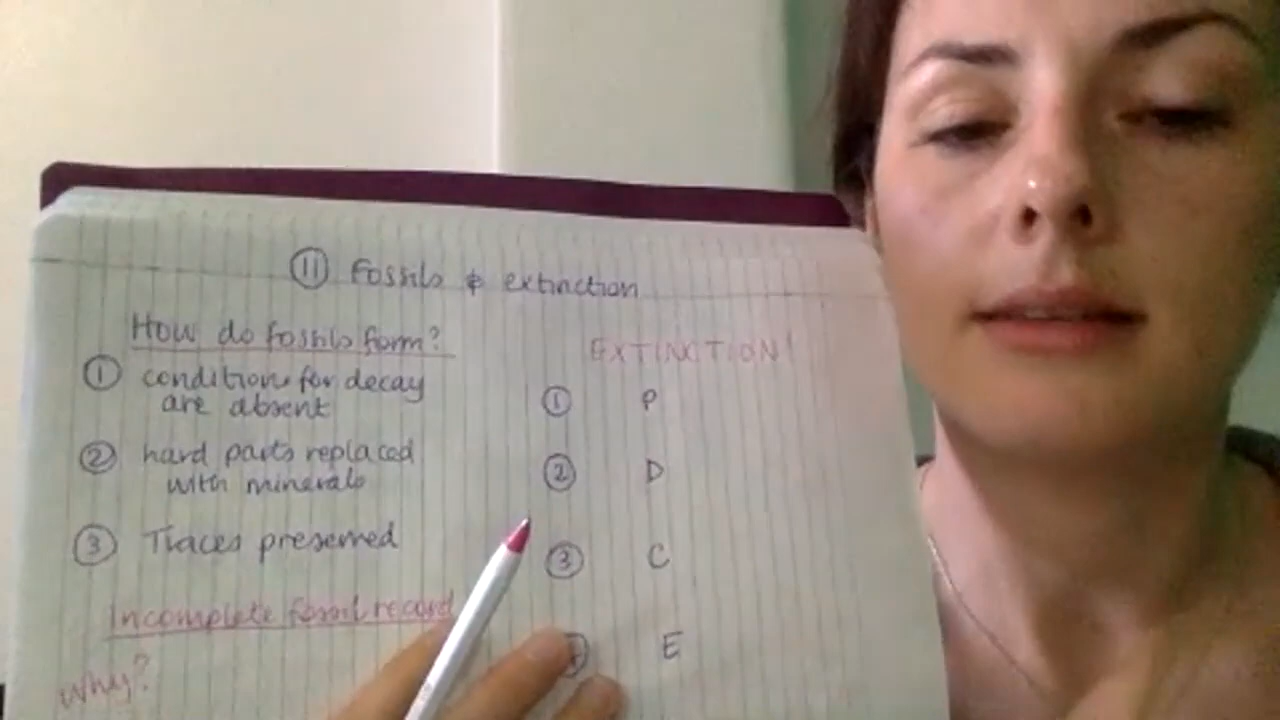 11 Fossils & extinction
How do fossils form?
1 conditions for decay
are absent
2 hard parts replaced
with minerals
3 Traces preserved
Incomplete fossil record
Why?
EXTINCTION!
1 P
2 D
3 C
E